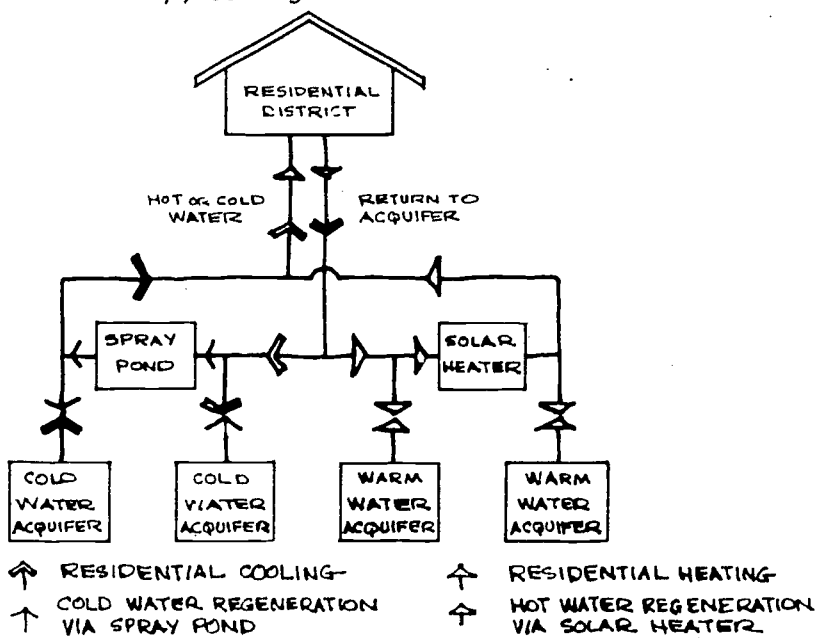 RESIDENTIAL
DISTRICT
HOT OR COLD
WATER
RETURN TO
ACQUIFER
SPRAY
POND
SOLAR
HEATER
COLD
WATER
ACQUIFER
COLD
WATER
ACQUIFER
WARM
WATER
ACQUIFER
WARM
WATER
ACQUIFER
RESIDENTIAL COOLING
COLD WATER REGENERATION
VIA SPRAY POND
RESIDENTIAL HEATING
HOT WATER REGENERATION
VIA SOLAR HEATER